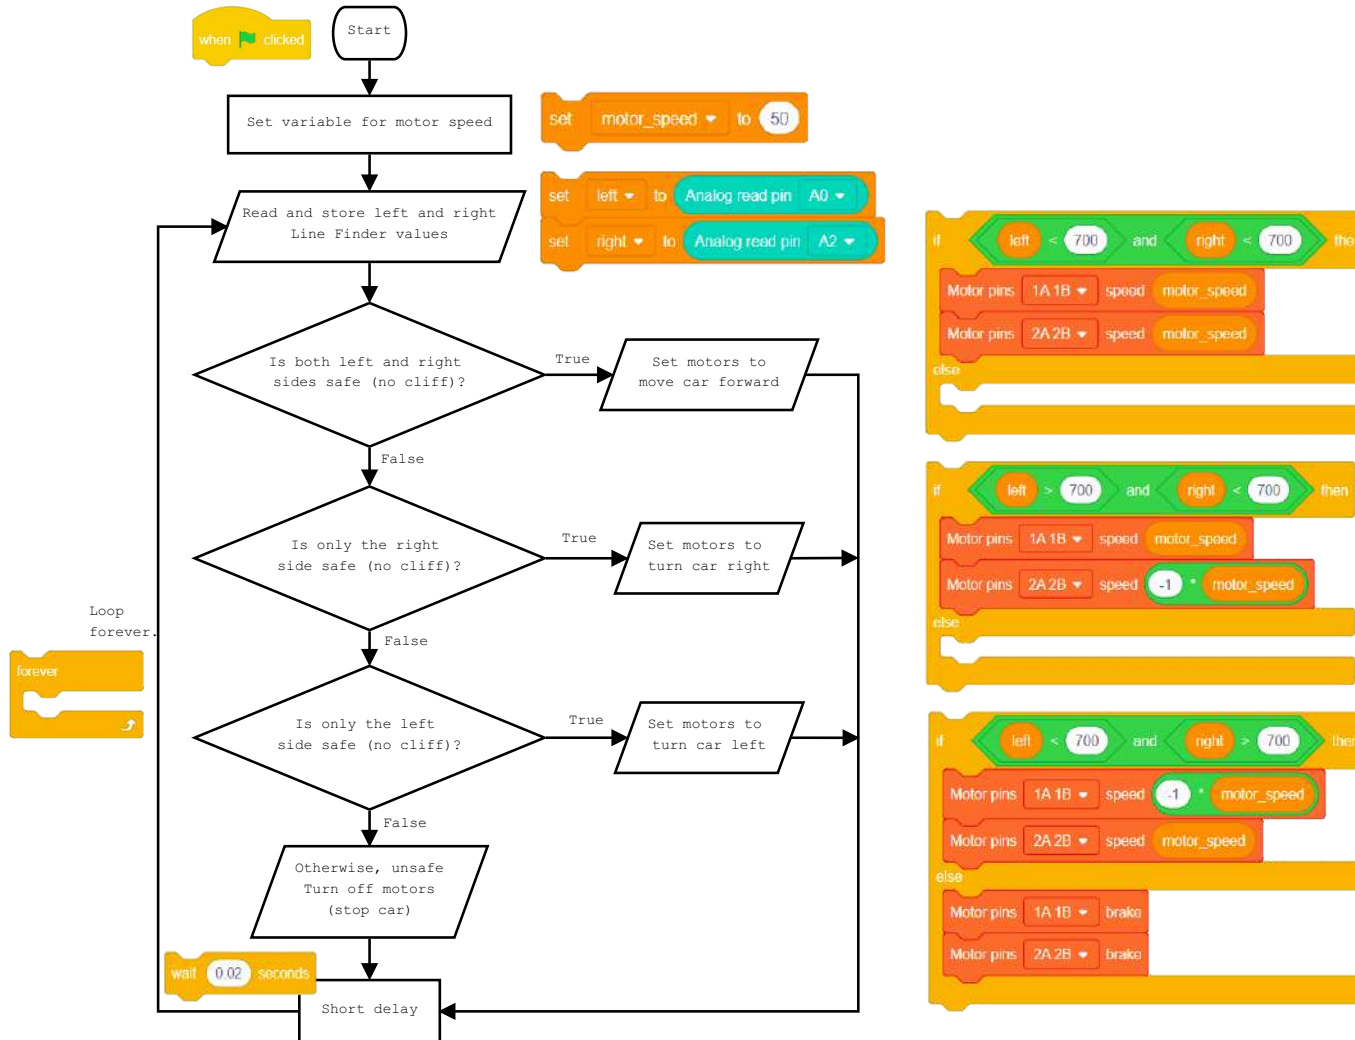 when clicked
Start
Set variable for motor speed
set motor_speed to 50
Read and store left and right
Line Finder values
set left to Analog read pin A0
set right to Analog read pin A2
Is both left and right
sides safe (no cliff)?
True
Set motors to
move car forward
False
Is only the right
side safe (no cliff)?
True
Set motors to
turn car right
False
Loop
forever.
forever
Is only the left
side safe (no cliff)?
True
Set motors to
turn car left
False
Otherwise, unsafe
Turn off motors
(stop car)
wait 0.02 seconds
Short delay
if left < 700 and right < 700 then
Motor pins 1A 1B speed motor_speed
Motor pins 2A 2B speed motor_speed
else
if left > 700 and right < 700 then
Motor pins 1A 1B speed motor_speed
Motor pins 2A 2B speed -1 * motor_speed
else
if left < 700 and right > 700 then
Motor pins 1A 1B speed -1 * motor_speed
Motor pins 2A 2B speed motor_speed
else
Motor pins 1A 1B brake
Motor pins 2A 2B brake